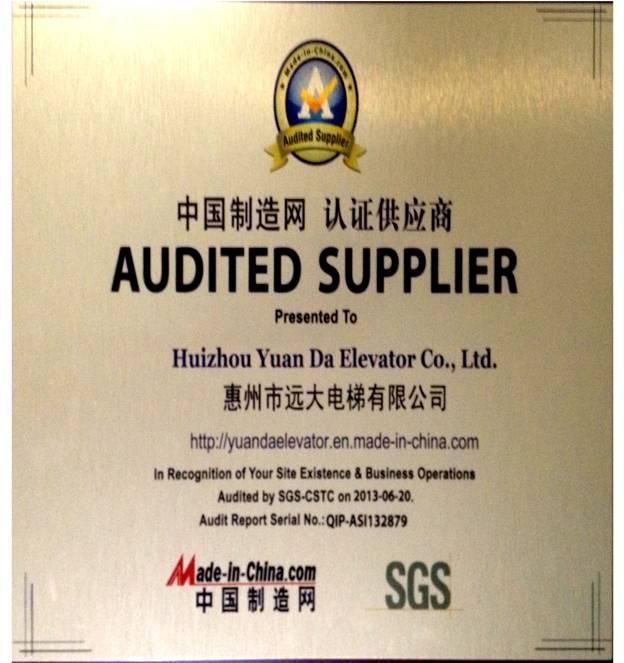 Made-in-China.com
A
Audited Supplier
中国制造网 认证供应商
AUDITED SUPPLIER
Presented To
Huizhou Yuan Da Elevator Co., Ltd.
惠州市远大电梯有限公司
http://yuandaelevator.en.made-in-china.com
In Recognition of Your Site Existence & Business Operations
Audited by SGS-CSTC on 2013-06-20.
Audit Report Serial No.:QIP-ASI132879
Made-in-China.com
中国制造网
SGS